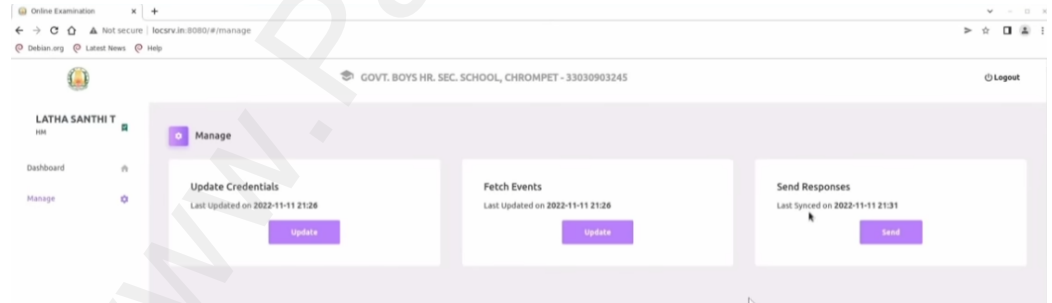 Online Examination
Not secure | locsrv.in:8080/#/manage
Debian.org Latest News Help
GOVT. BOYS HR. SEC. SCHOOL, CHROMPET - 33030903245
Logout
LATHA SANTHI T
HM
Dashboard
Manage
Manage
Update Credentials
Last Updated on 2022-11-11 21:26
Update
Fetch Events
Last Updated on 2022-11-11 21:26
Update
Send Responses
Last Synced on 2022-11-11 21:31
Send
www.Pa